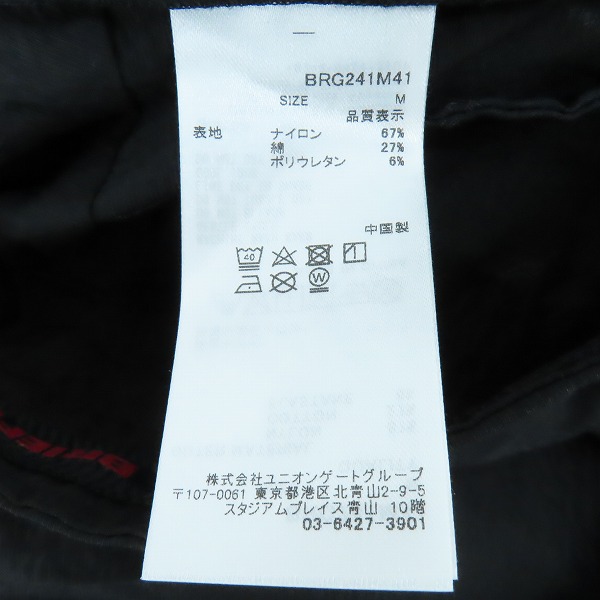 BRG241M41
SIZE M
品質表示
表地 ナイロン 67%
綿 27%
ポリウレタン 6%
中国製
40
W
株式会社ユニオンゲートグループ
〒107-0061 東京都港区北青山2-9-5
スタジアムプレイス青山 10階
03-6427-3901